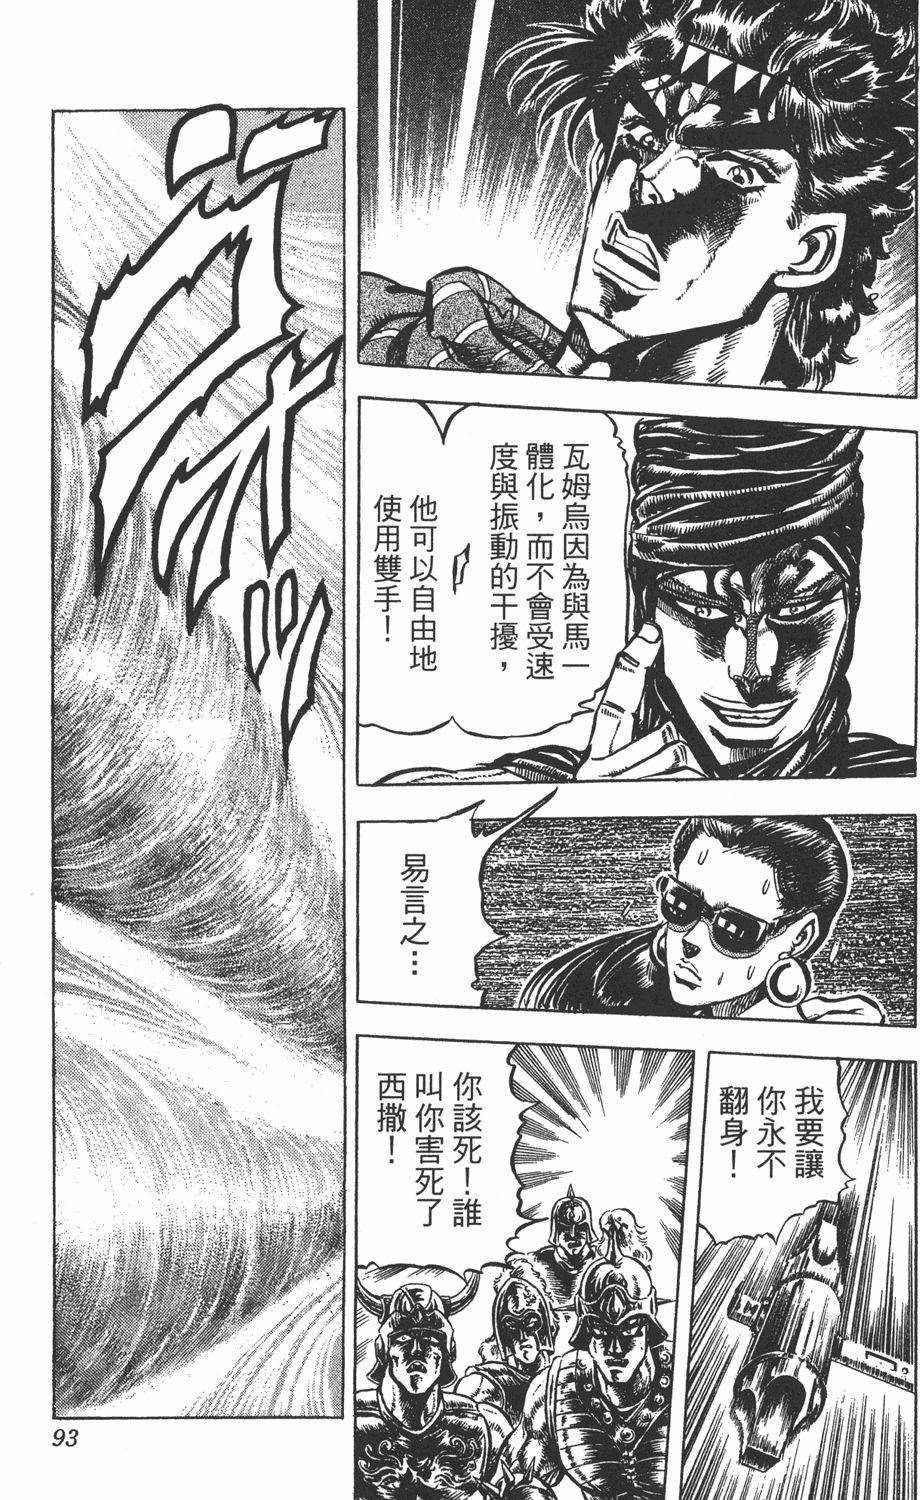 瓦姆烏因為與馬一
體化，而不會受速
度與振動的干擾，
他可以自由地
使用雙手！
易言之…
我要讓
你永不
翻身！
你該死！誰
叫你害死了
西撒！
93